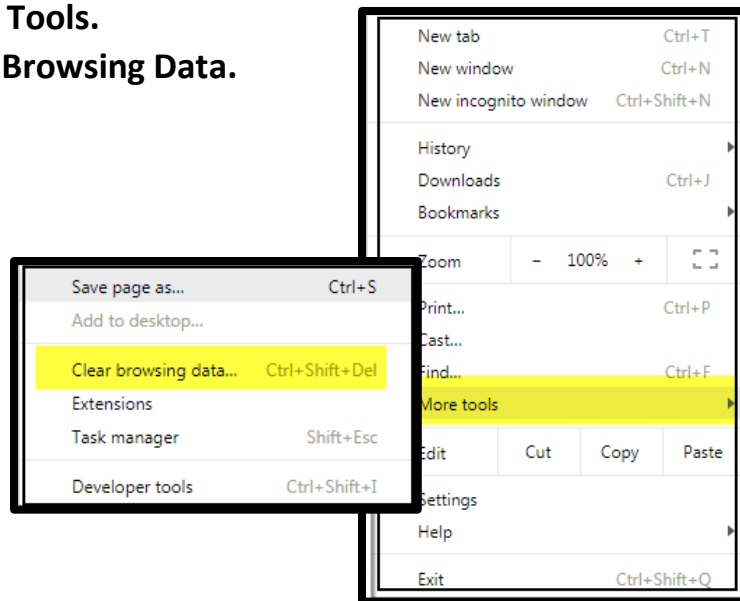 Tools.
Browsing Data.
New tab Ctrl+T
New window Ctrl+N
New incognito window Ctrl+Shift+N
History
Downloads Ctrl+J
Bookmarks
Zoom - 100% +
Print... Ctrl+P
Cast...
Find... Ctrl+F
More tools
Edit Cut Copy Paste
Settings
Help
Exit Ctrl+Shift+Q
Save page as... Ctrl+S
Add to desktop...
Clear browsing data... Ctrl+Shift+Del
Extensions
Task manager Shift+Esc
Developer tools Ctrl+Shift+I